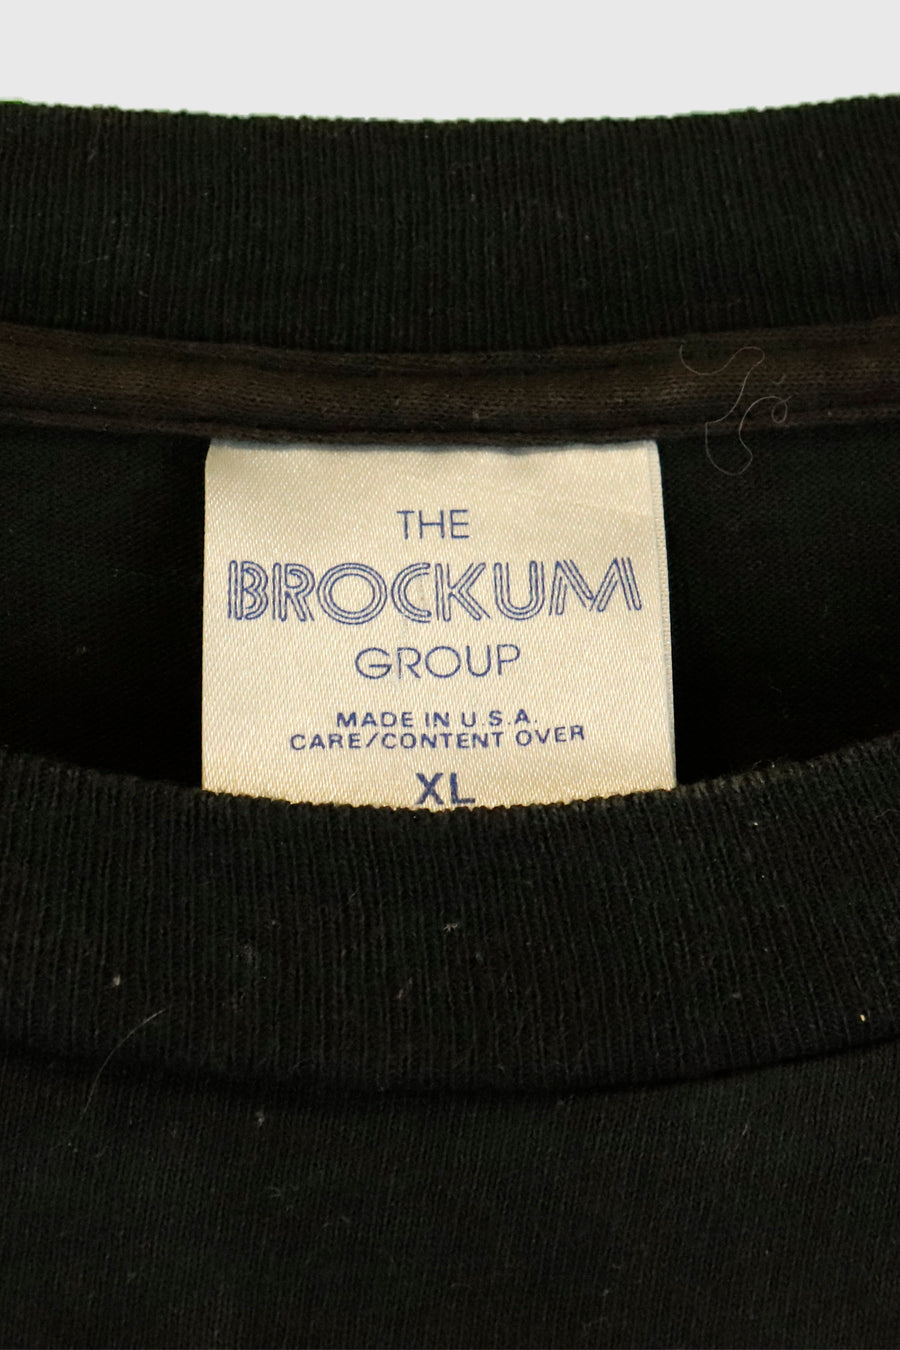 THE
BROCKUM
GROUP
MADE IN U.S.A.
CARE/CONTENT OVER
XL